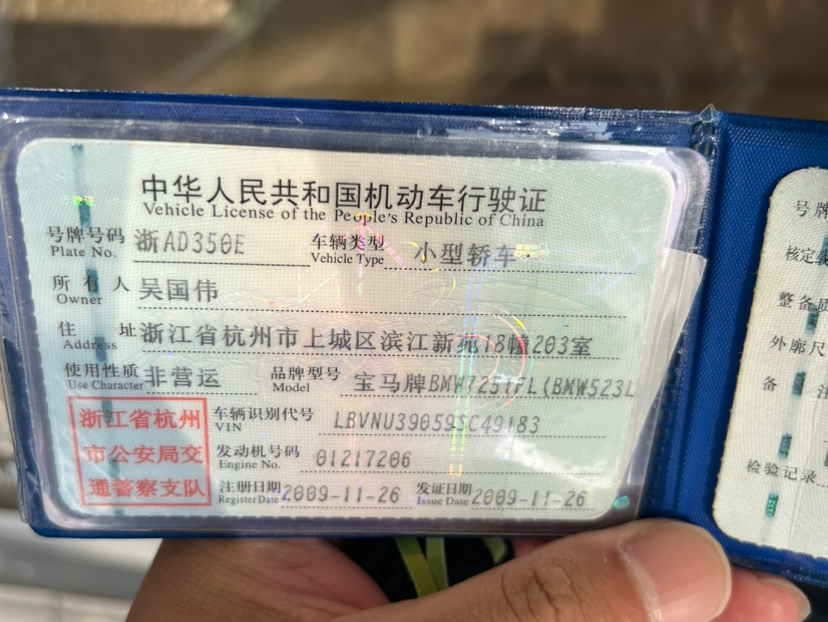 中华人民共和国机动车行驶证
Vehicle License of the People's Republic of China
号牌号码 浙AD350E 车辆类型 小型轿车
Plate No. Vehicle Type
所有人 吴国伟
Owner
住址 浙江省杭州市上城区滨江新苑18幢203室
Address
使用性质 非营运 品牌型号 宝马牌BMW7251FL(BMW523L
Use Character Model
浙江省杭州
市公安局交
通警察支队
车辆识别代号 LBVNU39059SC49183
VIN
发动机号码 01217206
Engine No.
注册日期 2009-11-26 发证日期 2009-11-26
Register Date Issue Date
号牌
核定载
整备质
外廓尺
备注
检验记录